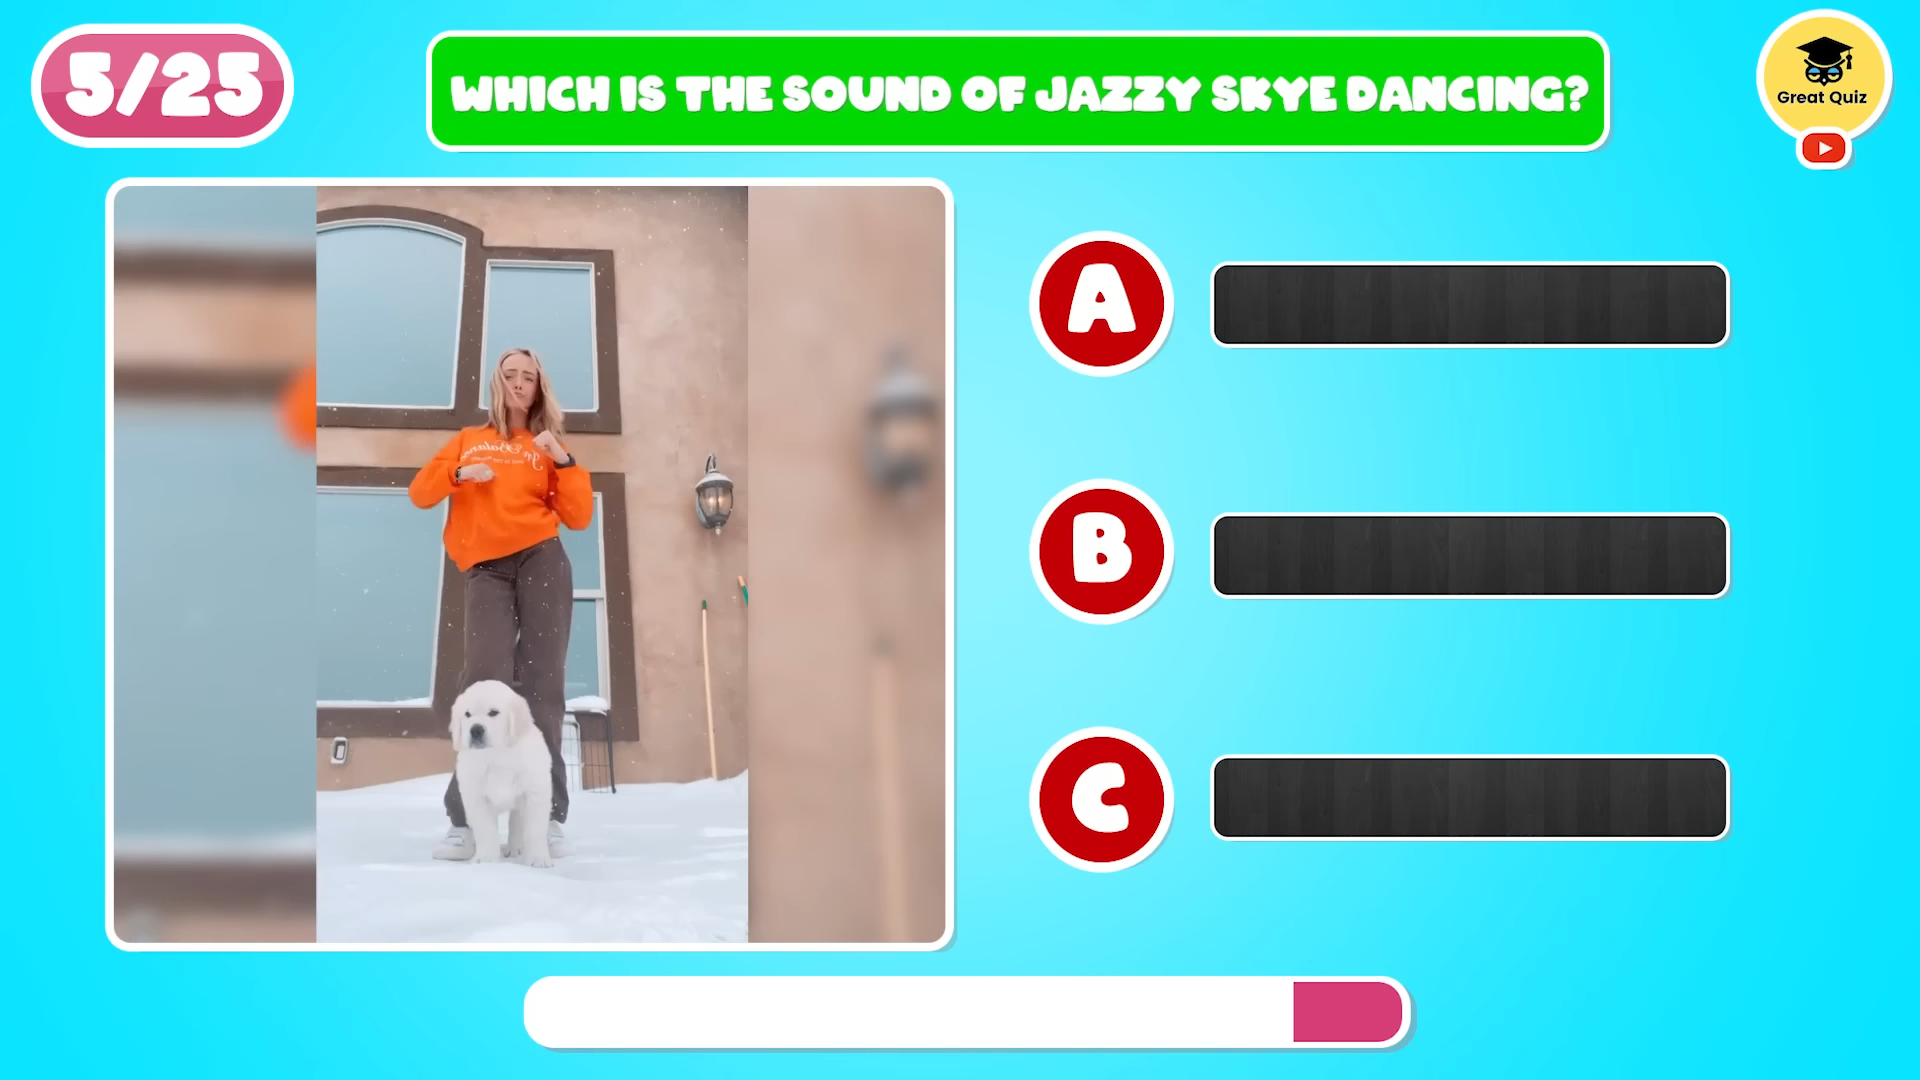 5/25
WHICH IS THE SOUND OF JAZZY SKYE DANCING?
Great Quiz
A
B
C